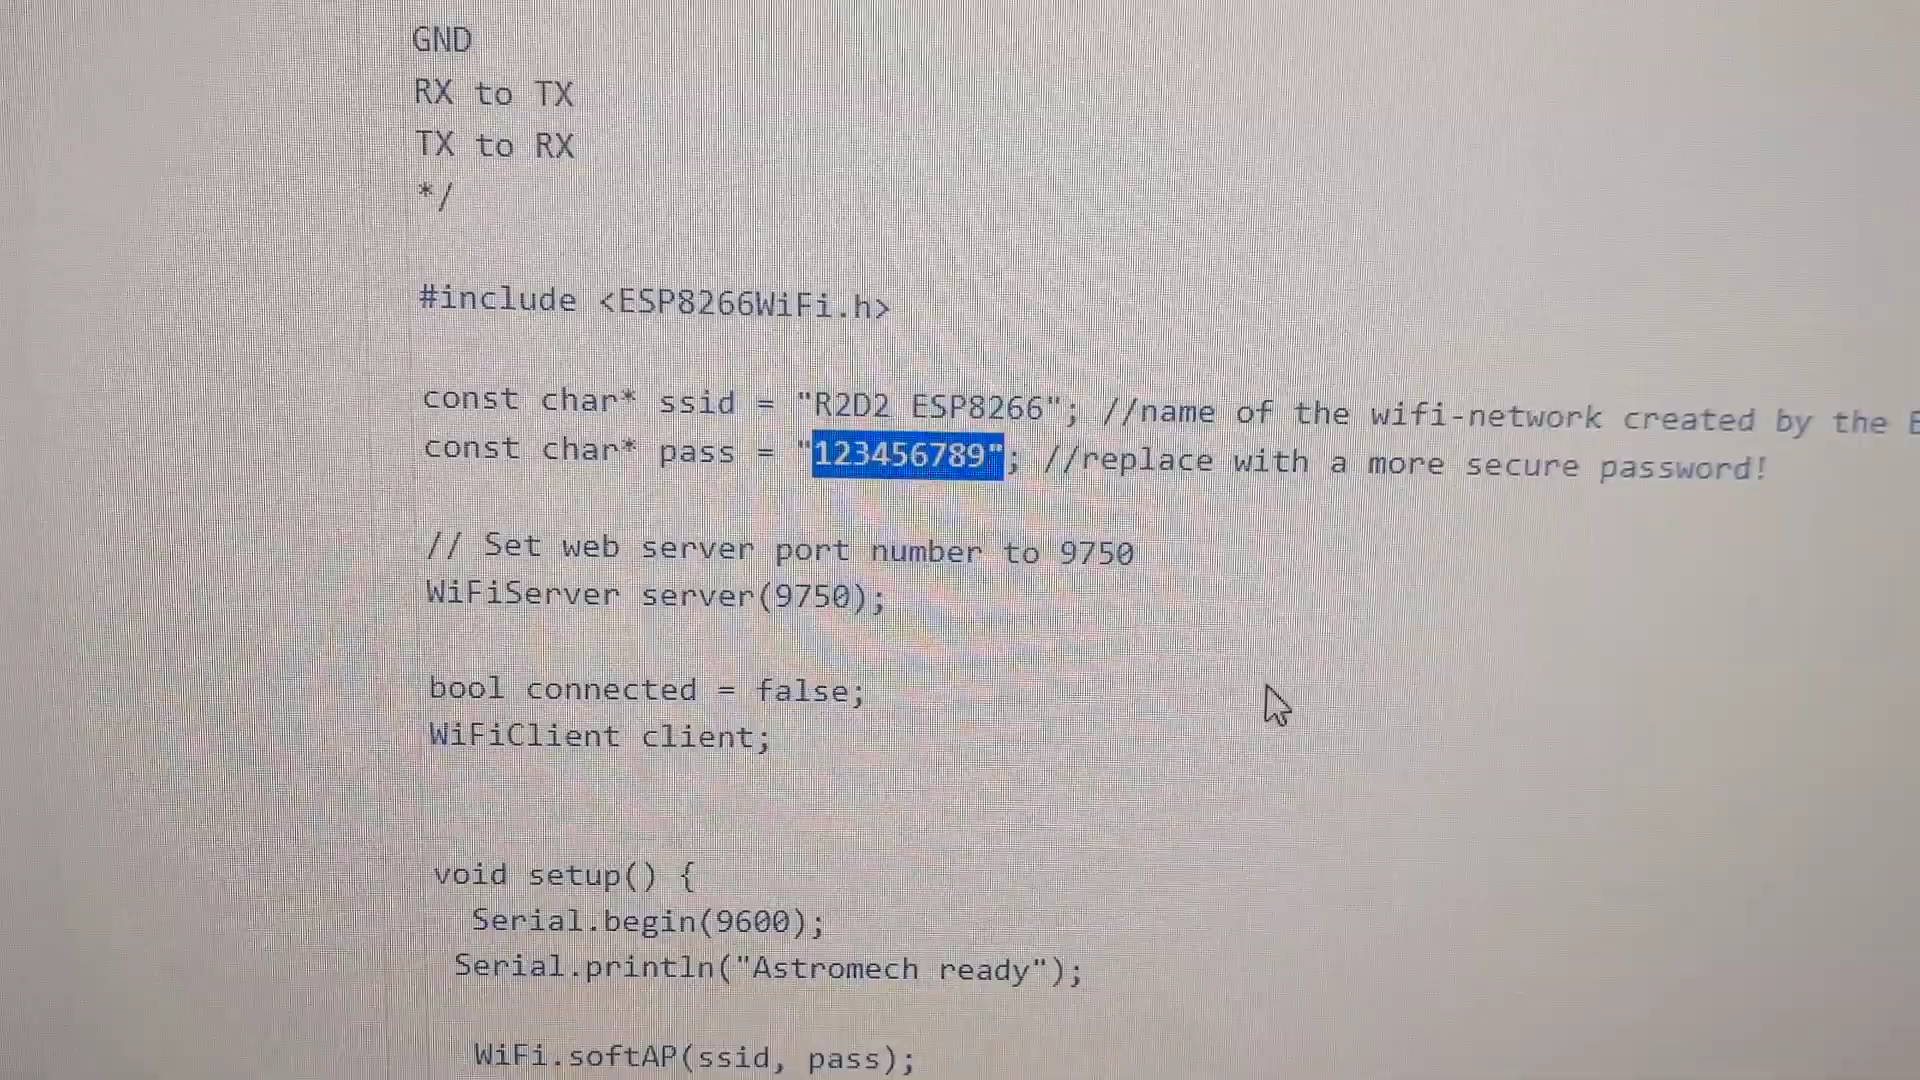 GND
RX to TX
TX to RX
*/
#include <ESP8266WiFi.h>
const char* ssid = "R2D2 ESP8266"; //name of the wifi-network created by the E
const char* pass = "123456789"; //replace with a more secure password!
// Set web server port number to 9750
WiFiServer server(9750);
bool connected = false;
WiFiClient client;
void setup() {
Serial.begin(9600);
Serial.println("Astromech ready");
WiFi.softAP(ssid, pass);